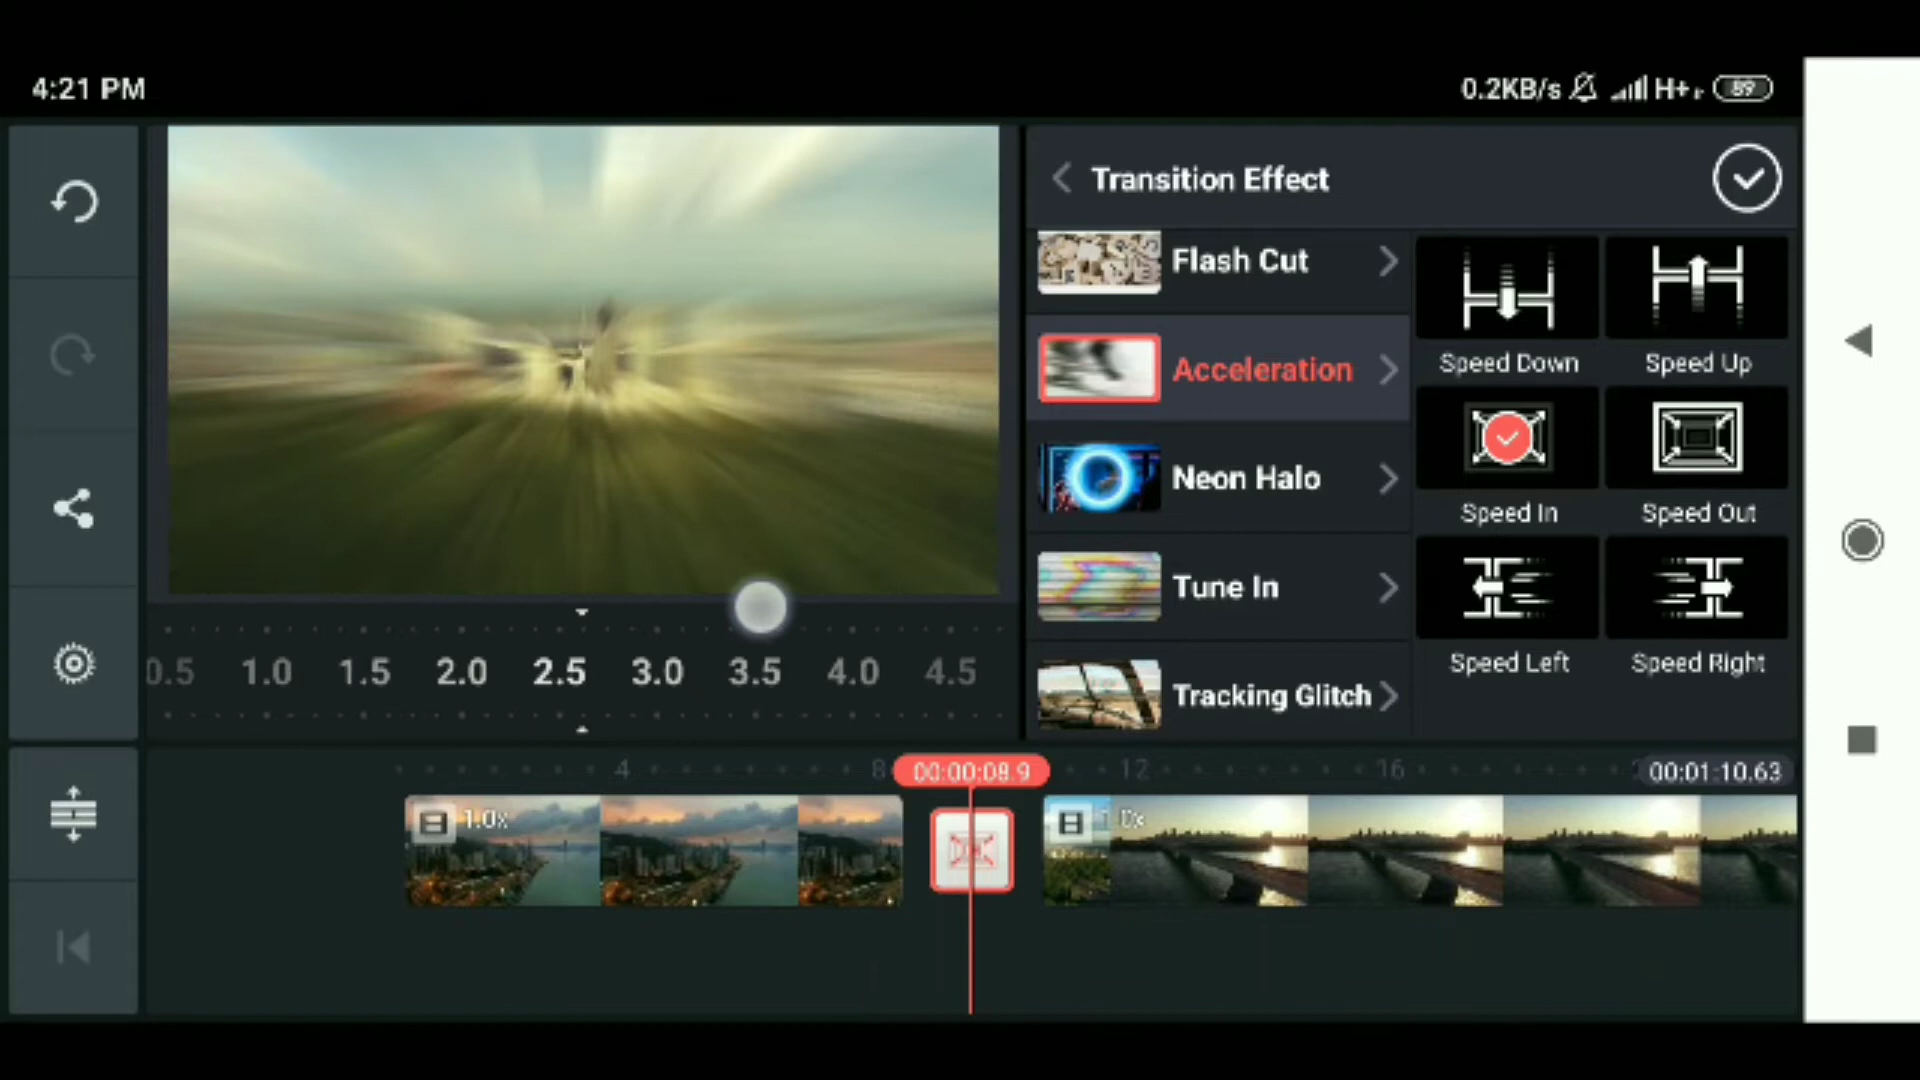 4:21 PM
0.2KB/s H+ 89
Transition Effect
Flash Cut
Acceleration
Neon Halo
Tune In
Tracking Glitch
Speed Down Speed Up
Speed In Speed Out
Speed Left Speed Right
0.5 1.0 1.5 2.0 2.5 3.0 3.5 4.0 4.5
4 8 00:00:08.9 12 16 00:01:10.63
1.0x 1.0x